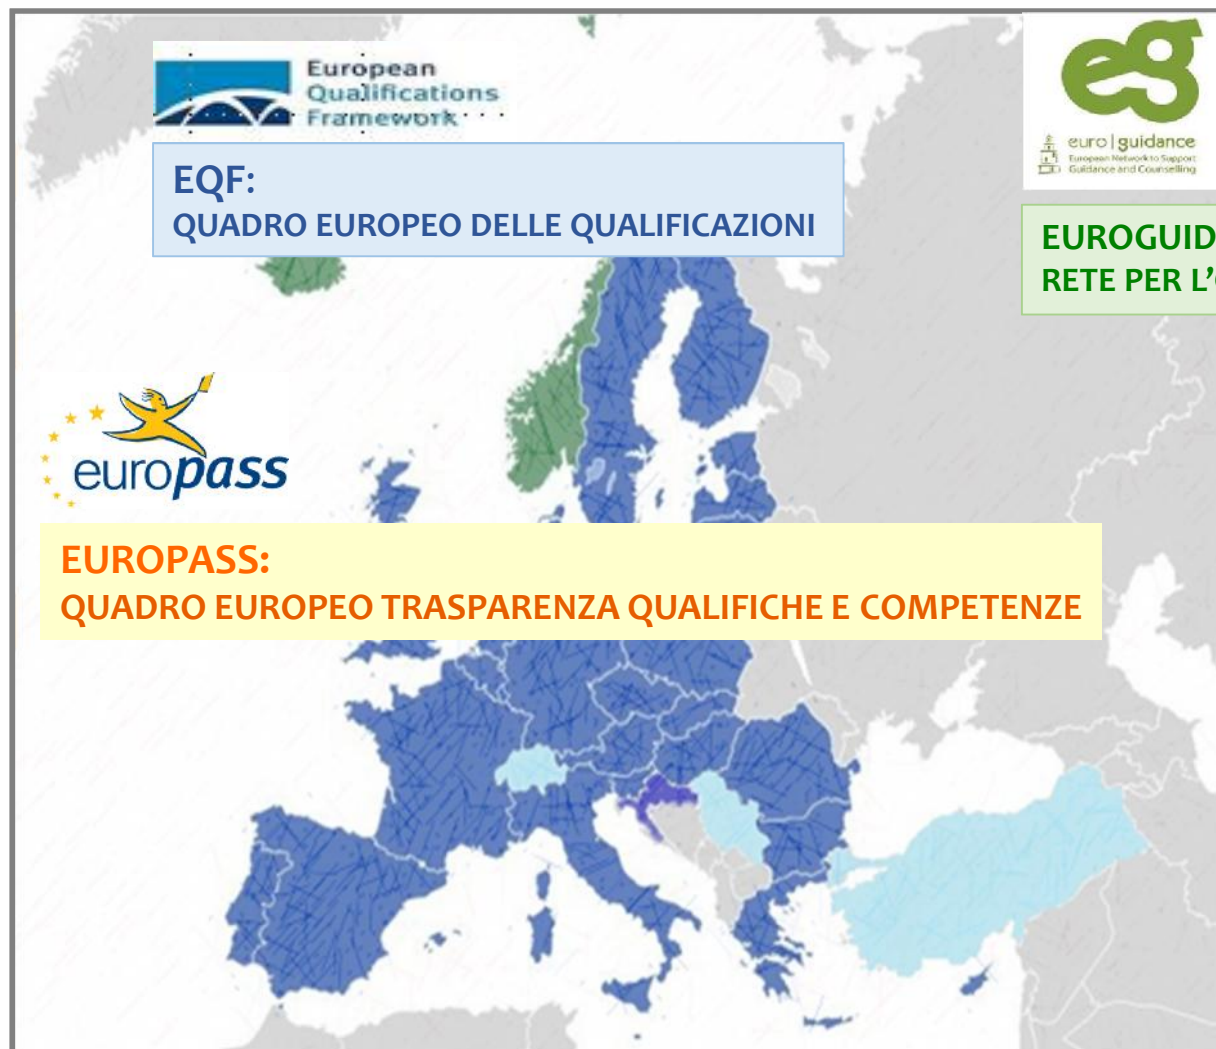 European
Qualifications
Framework
EQF:
QUADRO EUROPEO DELLE QUALIFICAZIONI
eg
euro|guidance
European Network to Support
Guidance and Counselling
EUROGUID
RETE PER L'
europass
EUROPASS:
QUADRO EUROPEO TRASPARENZA QUALIFICHE E COMPETENZE